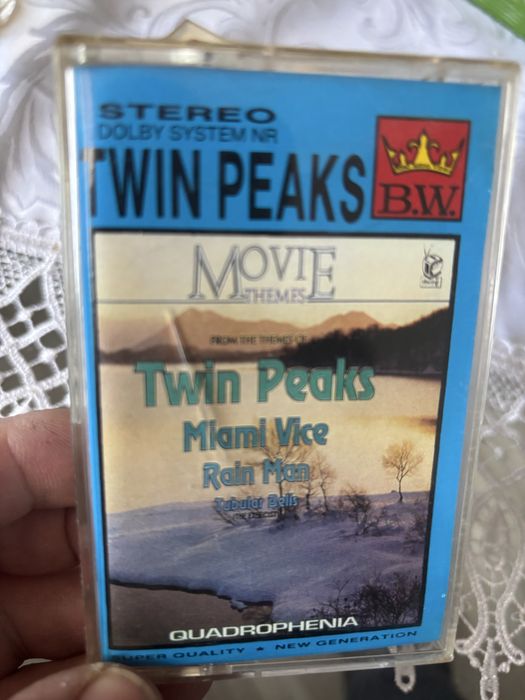 STEREO
DOLBY SYSTEM NR
TWIN PEAKS
B.W.
MOVIE
THEMES
FROM THE THEMES OF
Twin Peaks
Miami Vice
Rain Man
Tubular Bells
QUADROPHENIA
SUPER QUALITY ★ NEW GENERATION